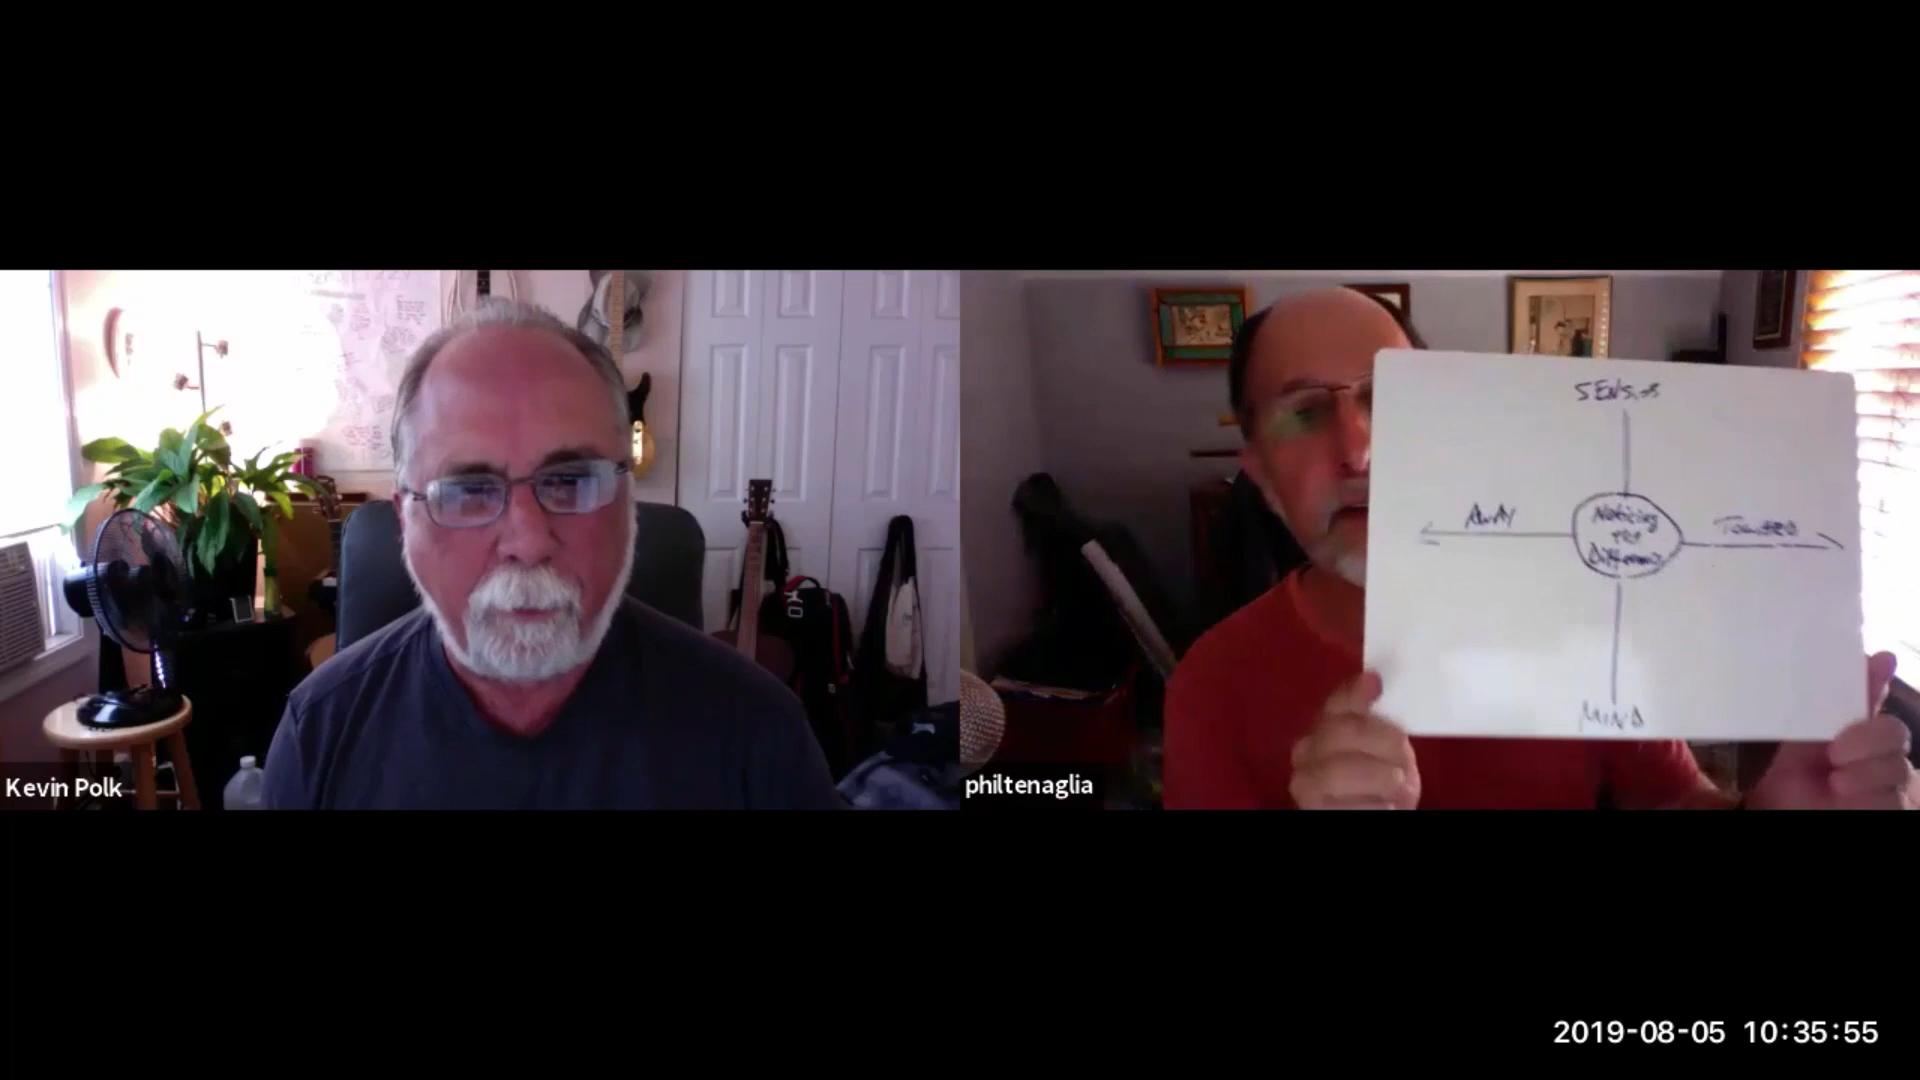 SENSES
AWAY
Noticing
THE
Difference
TOWARD
MIND
Kevin Polk
philtenaglia
2019-08-05 10:35:55